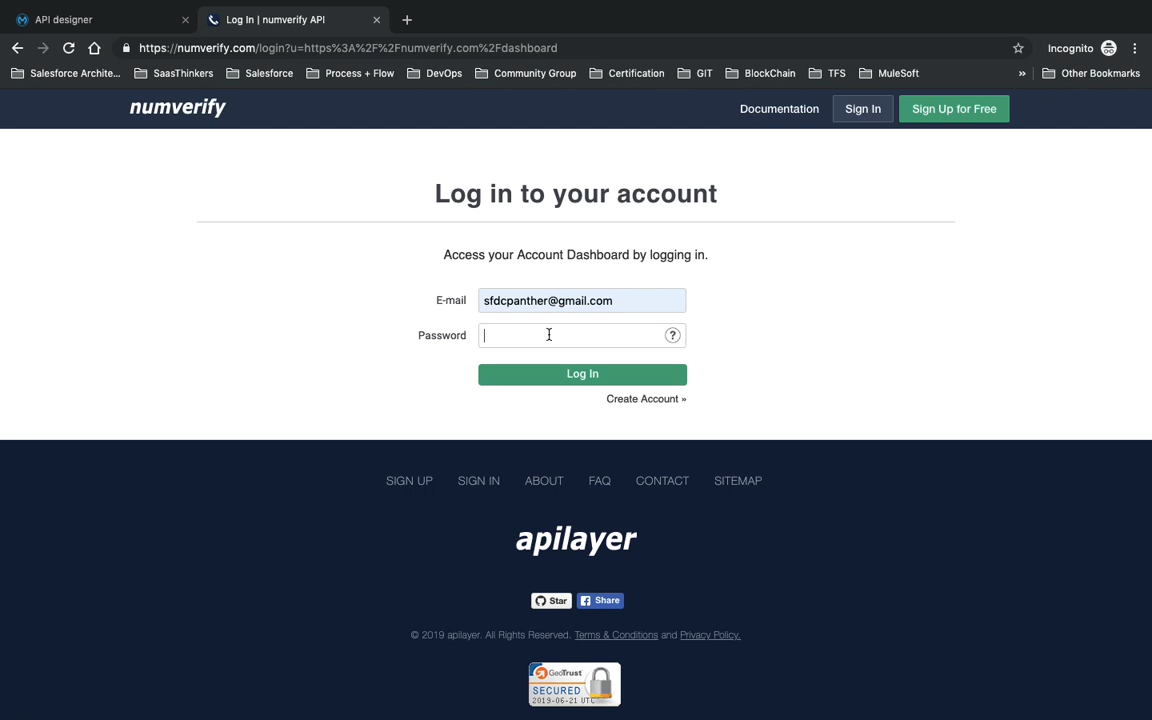 API designer
Log In | numverify API
https://numverify.com/login?u=https%3A%2F%2Fnumverify.com%2Fdashboard
Incognito
Salesforce Archite...
SaasThinkers
Salesforce
Process + Flow
DevOps
Community Group
Certification
GIT
BlockChain
TFS
MuleSoft
»
Other Bookmarks
numverify
Documentation
Sign In
Sign Up for Free
Log in to your account
Access your Account Dashboard by logging in.
E-mail
sfdcpanther@gmail.com
Password
?
Log In
Create Account »
SIGN UP
SIGN IN
ABOUT
FAQ
CONTACT
SITEMAP
apilayer
Star
Share
© 2019 apilayer. All Rights Reserved. Terms & Conditions and Privacy Policy.
GeoTrust
SECURED
2019-06-21 UTC